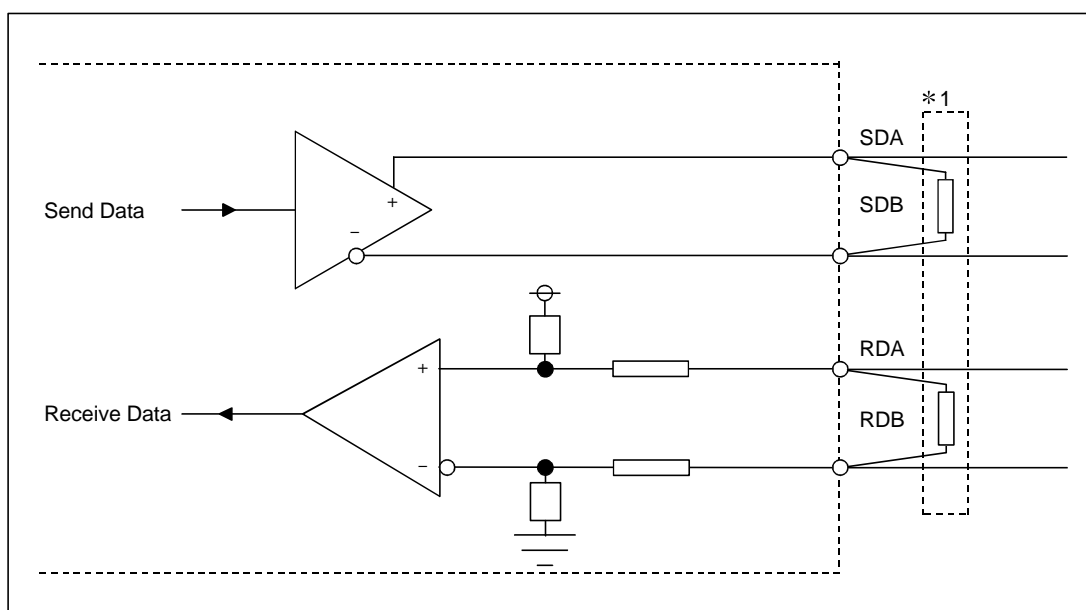 *1
SDA
Send Data
+
SDB
−
RDA
+
Receive Data
RDB
−